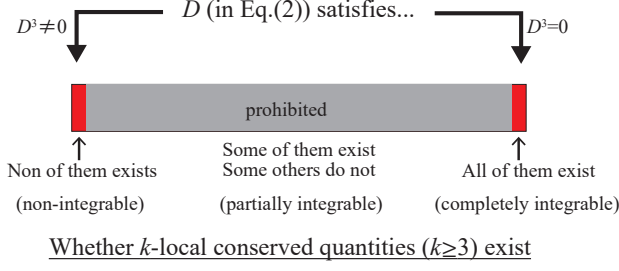 D (in Eq.(2)) satisfies...
D³≠0
D³=0
prohibited
Non of them exists
(non-integrable)
Some of them exist
Some others do not
(partially integrable)
All of them exist
(completely integrable)
Whether k-local conserved quantities (k≥3) exist